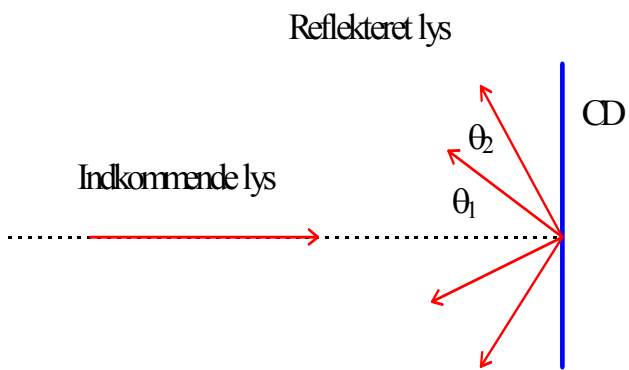 Reflekteret lys
CD
θ2
Indkommende lys
θ1